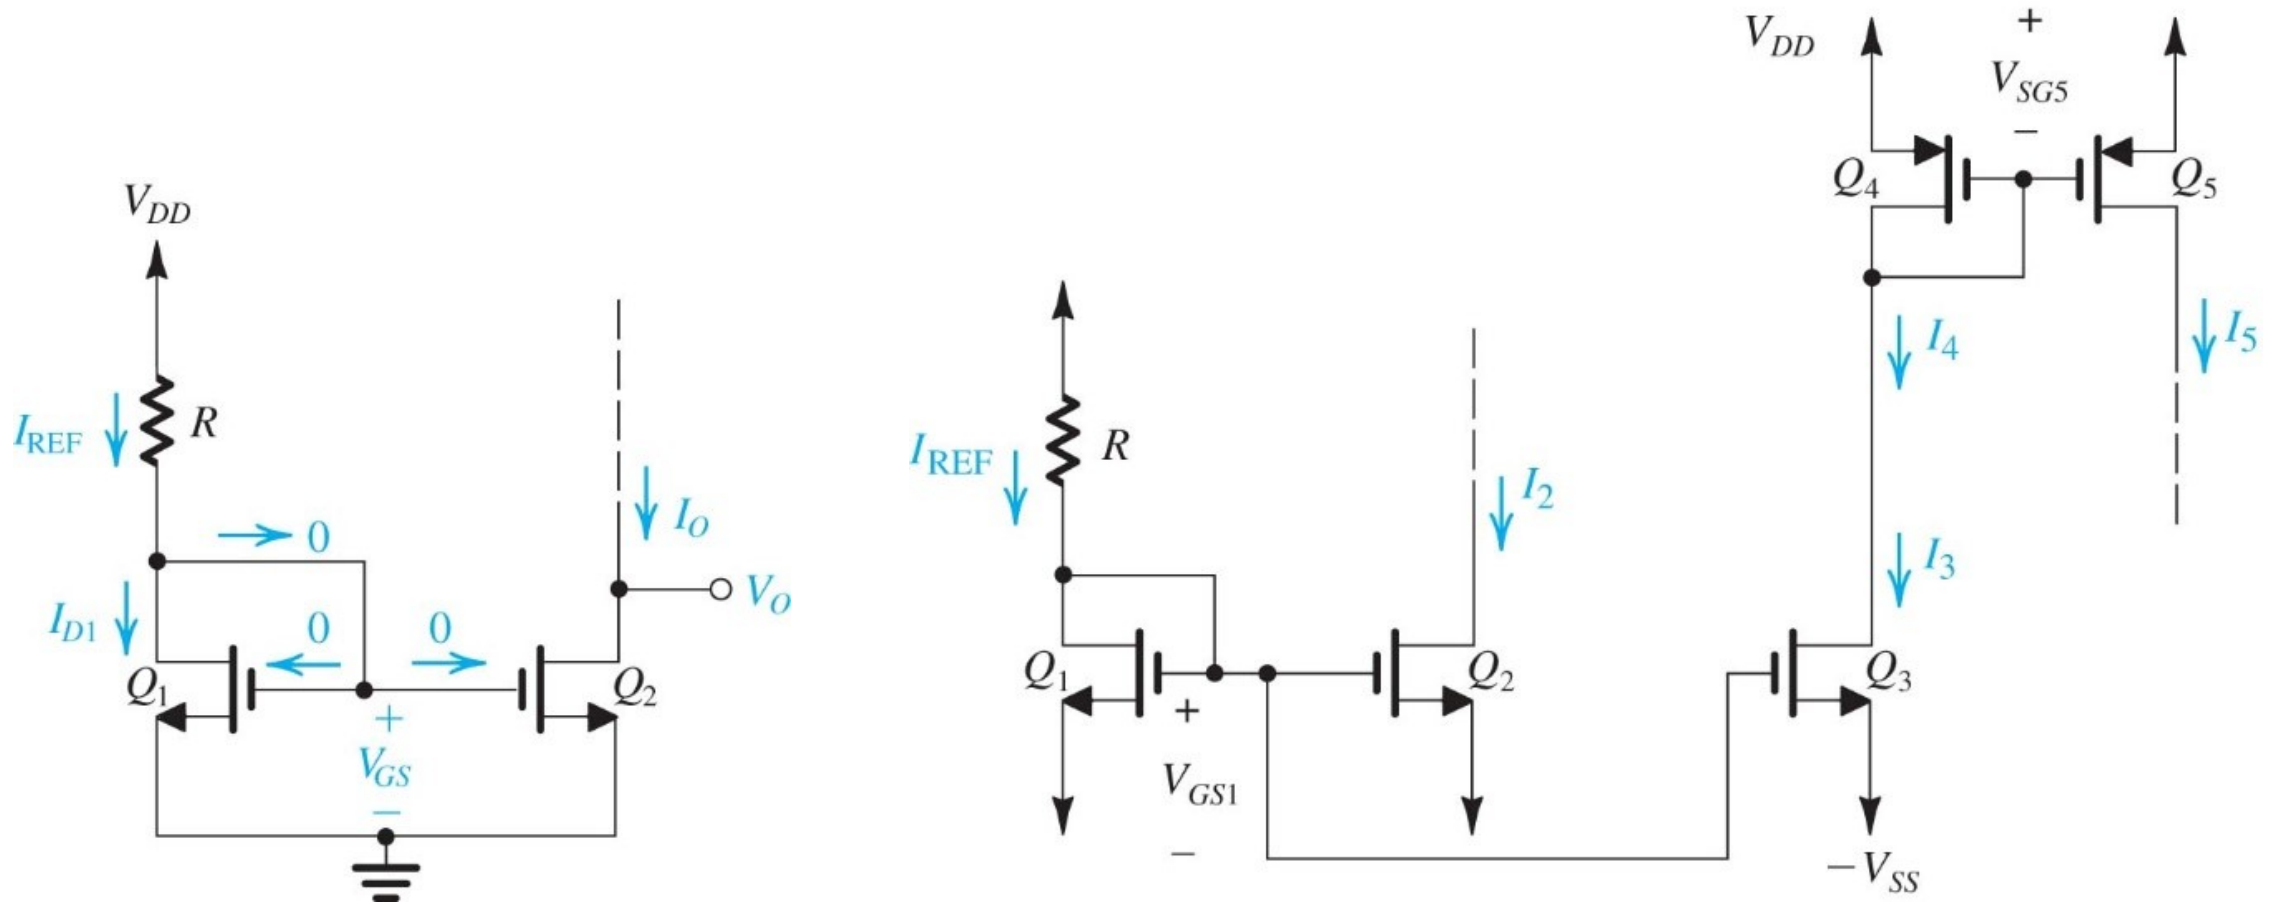 V_DD
I_REF
R
0
I_O
V_O
I_D1
0
0
Q_1
Q_2
+
V_GS
−
I_REF
R
I_2
Q_1
Q_2
+
V_GS1
−
V_DD
+
V_SG5
−
Q_4
Q_5
I_4
I_5
I_3
Q_3
−V_SS